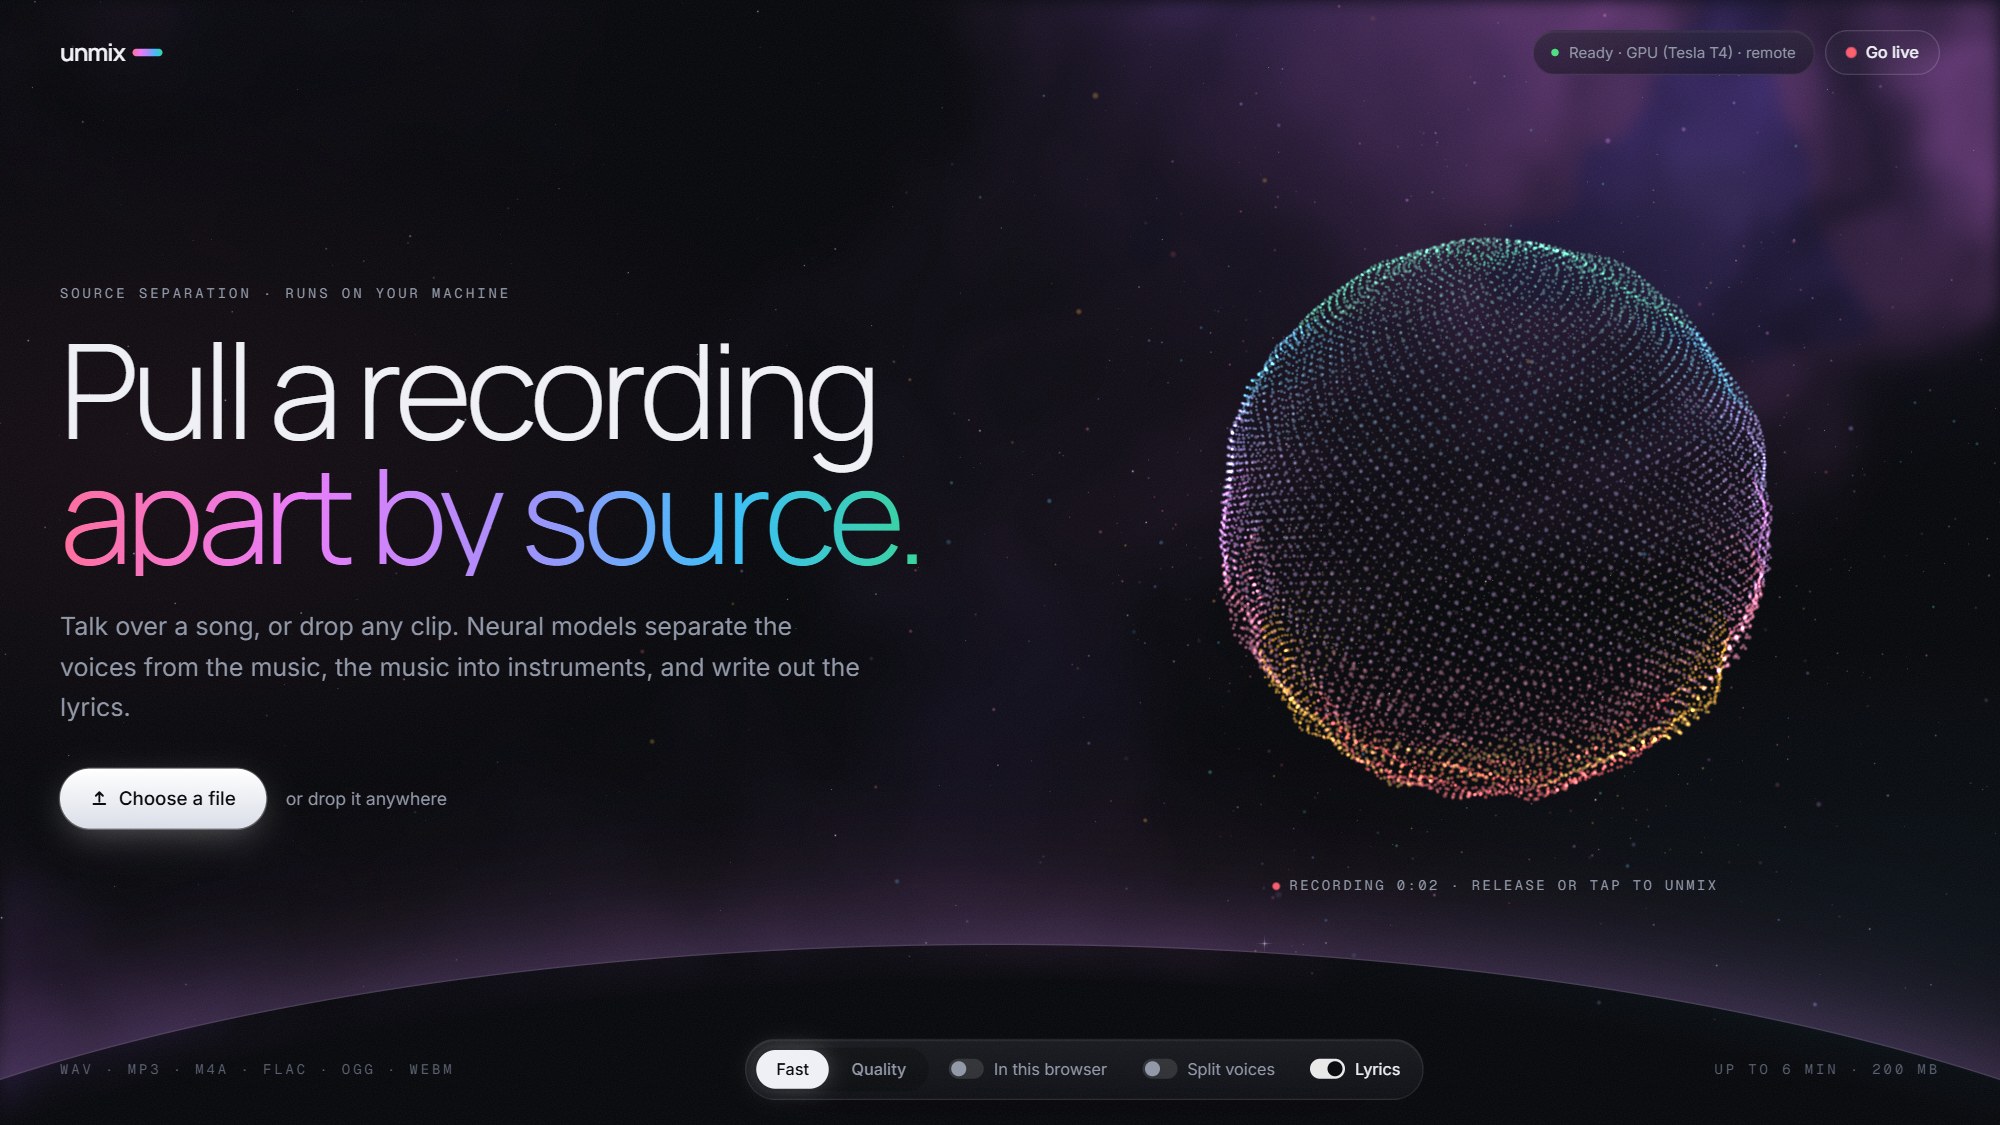 unmix
Ready · GPU (Tesla T4) · remote
Go live
SOURCE SEPARATION · RUNS ON YOUR MACHINE
Pull a recording
apart by source.
Talk over a song, or drop any clip. Neural models separate the
voices from the music, the music into instruments, and write out the
lyrics.
Choose a file
or drop it anywhere
RECORDING 0:02 · RELEASE OR TAP TO UNMIX
WAV · MP3 · M4A · FLAC · OGG · WEBM
Fast
Quality
In this browser
Split voices
Lyrics
UP TO 6 MIN · 200 MB